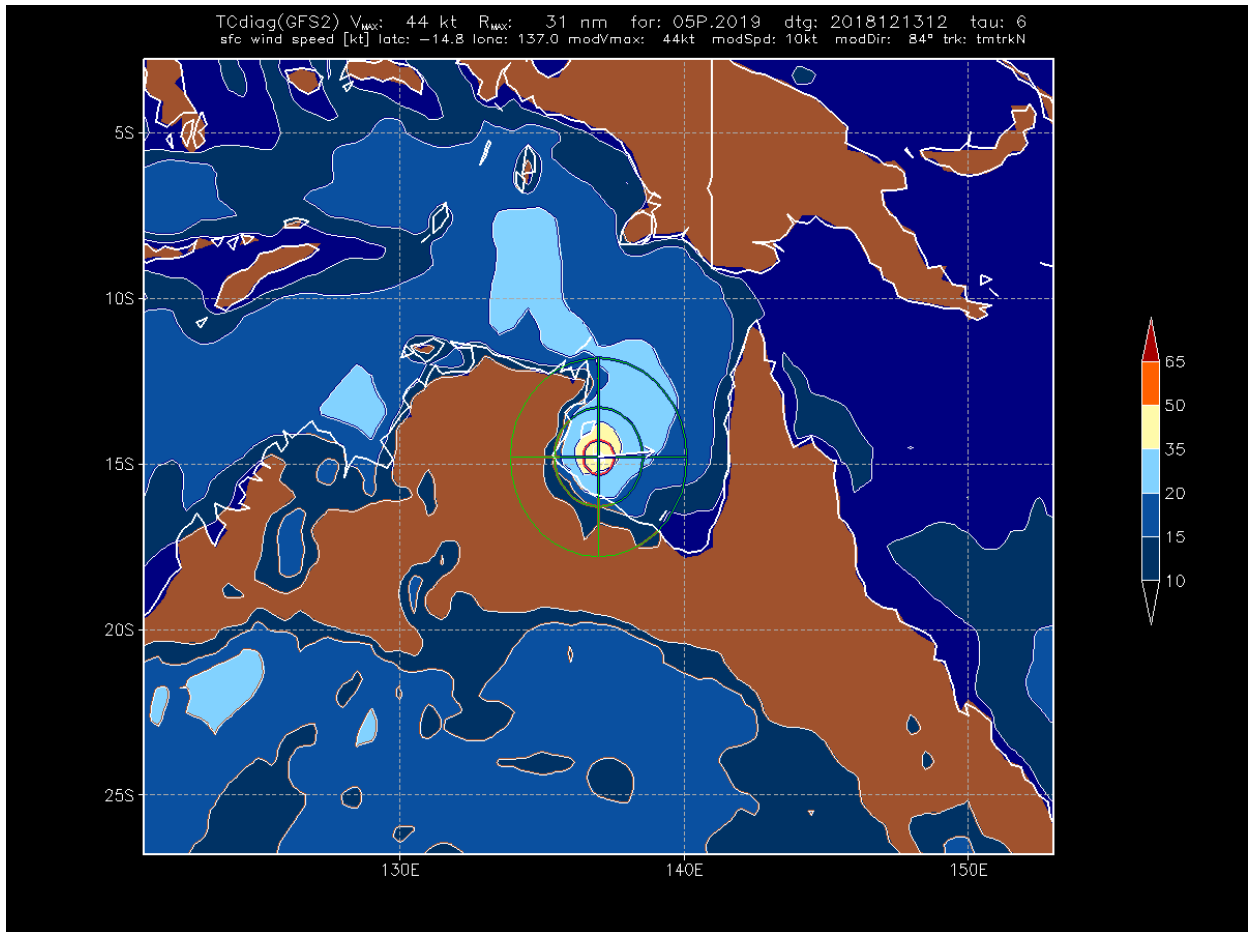 TCdiag(GFS2) VMAX: 44 kt RMAX: 31 nm for: 05P.2019 dtg: 2018121312 tau: 6
sfc wind speed [kt] latc: -14.8 lonc: 137.0 modVmax: 44kt modSpd: 10kt modDir: 84° trk: tmtrkN
5S
10S
15S
20S
25S
130E 140E 150E
65
50
35
20
15
10